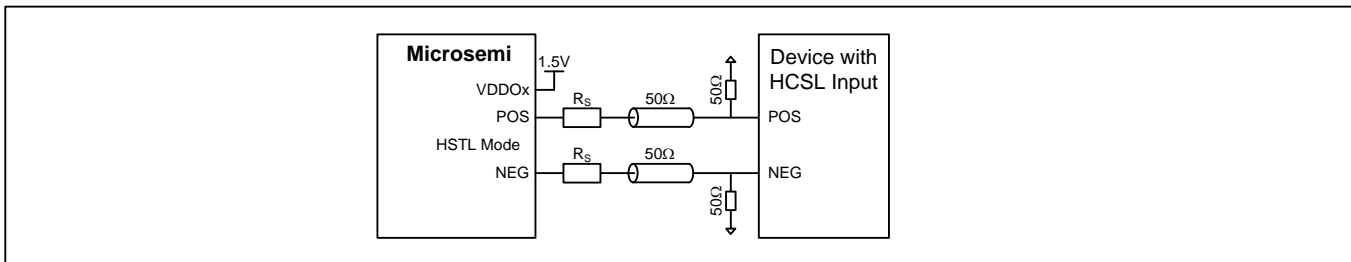 Microsemi
1.5V
VDDOx
POS
HSTL Mode
NEG
RS
50Ω
50Ω
RS
50Ω
50Ω
Device with
HCSL Input
POS
NEG